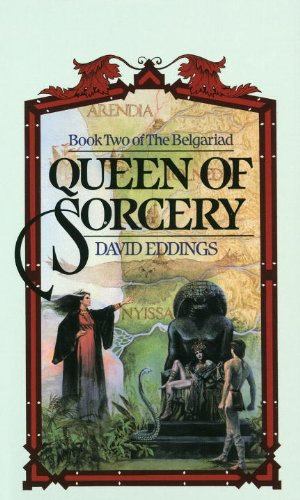 ARENDIA
Book Two of The Belgariad
QUEEN OF
SORCERY
DAVID EDDINGS
NYISSA